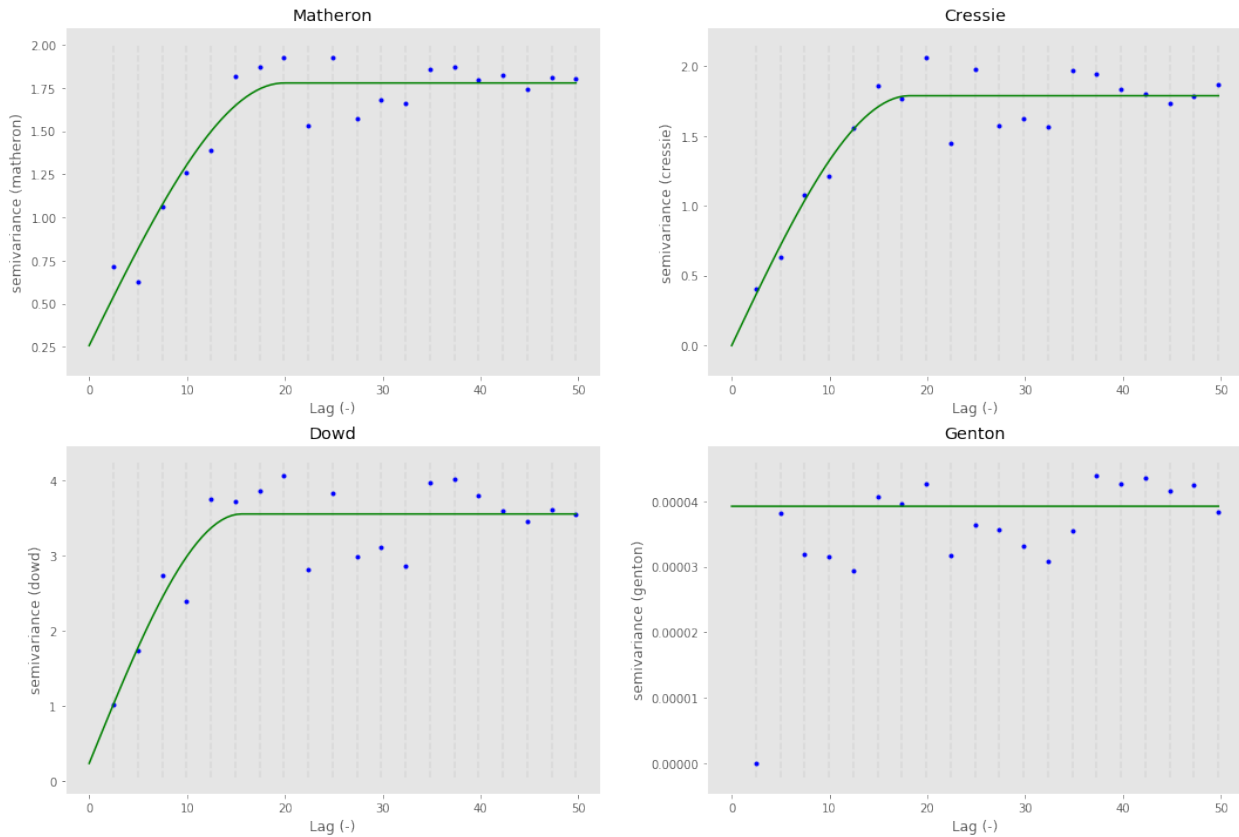 Matheron
semivariance (matheron)
2.00
1.75
1.50
1.25
1.00
0.75
0.50
0.25
0 10 20 30 40 50
Lag (-)
Cressie
semivariance (cressie)
2.0
1.5
1.0
0.5
0.0
0 10 20 30 40 50
Lag (-)
Dowd
semivariance (dowd)
4
3
2
1
0
0 10 20 30 40 50
Lag (-)
Genton
semivariance (genton)
0.00004
0.00003
0.00002
0.00001
0.00000
0 10 20 30 40 50
Lag (-)